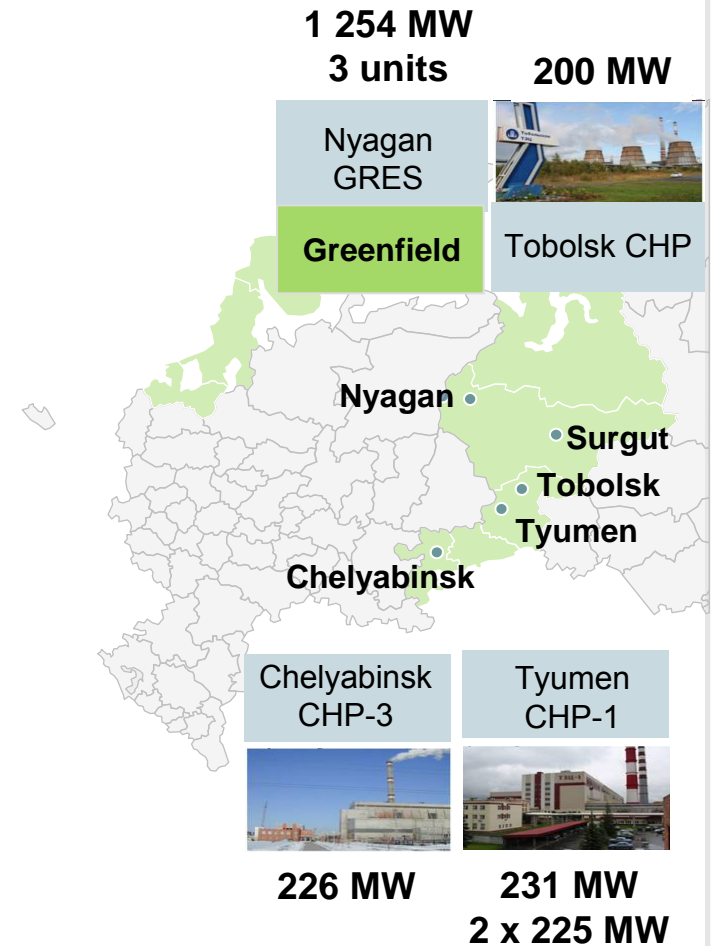 1 254 MW
3 units
200 MW
Nyagan
GRES
Greenfield
Tobolsk CHP
Nyagan
Surgut
Tobolsk
Tyumen
Chelyabinsk
Chelyabinsk
CHP-3
Tyumen
CHP-1
226 MW
231 MW
2 x 225 MW